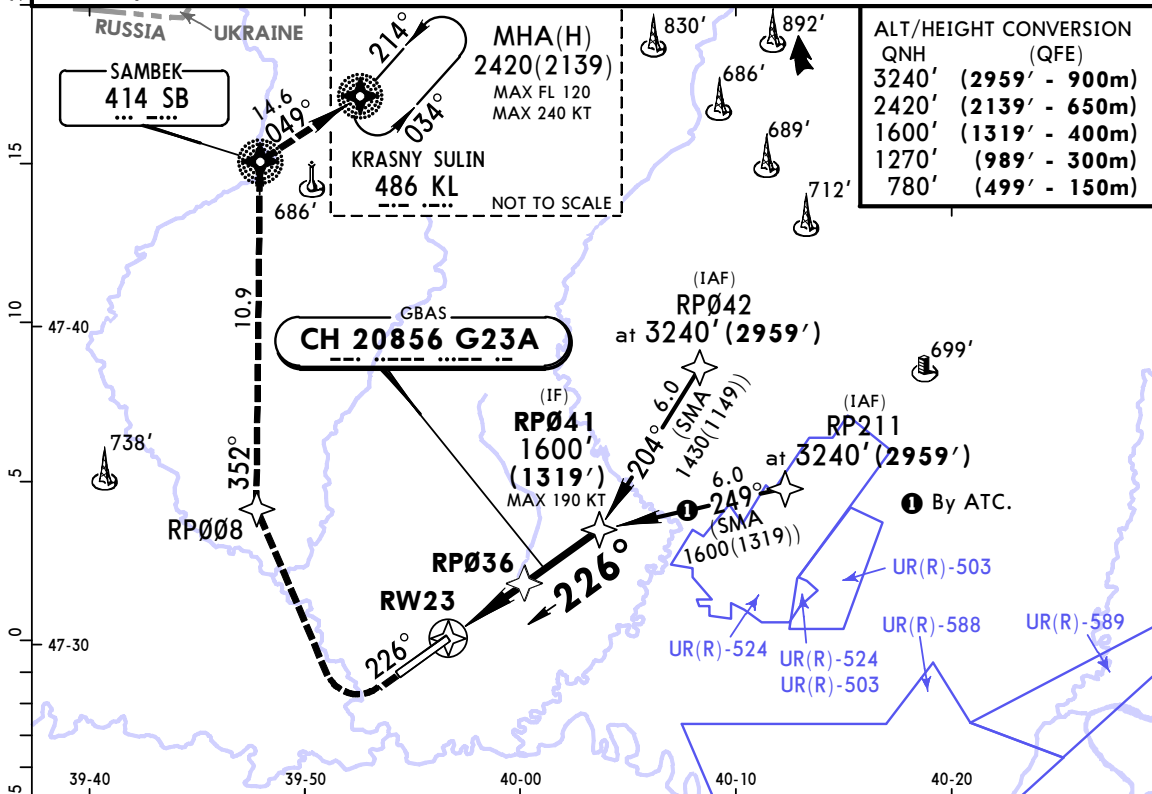 RUSSIA
UKRAINE
SAMBEK
414 SB
14.6
049°
214°
034°
MHA(H)
2420(2139)
MAX FL 120
MAX 240 KT
KRASNY SULIN
486 KL
NOT TO SCALE
830'
892'
686'
689'
712'
686'
ALT/HEIGHT CONVERSION
QNH (QFE)
3240' (2959' - 900m)
2420' (2139' - 650m)
1600' (1319' - 400m)
1270' (989' - 300m)
780' (499' - 150m)
15
10
5
0
5
47-40
47-30
10.9
352°
GBAS
CH 20856 G23A
(IAF)
RPØ42
at 3240' (2959')
6.0
204°
(SMA
1430(1149))
699'
(IF)
RPØ41
1600'
(1319')
MAX 190 KT
(IAF)
RP211
at 3240' (2959')
6.0
249°
(SMA
1600(1319))
1
1 By ATC.
738'
RPØØ8
RPØ36
226°
RW23
226°
UR(R)-503
UR(R)-524
UR(R)-524
UR(R)-503
UR(R)-588
UR(R)-589
39-40
39-50
40-00
40-10
40-20